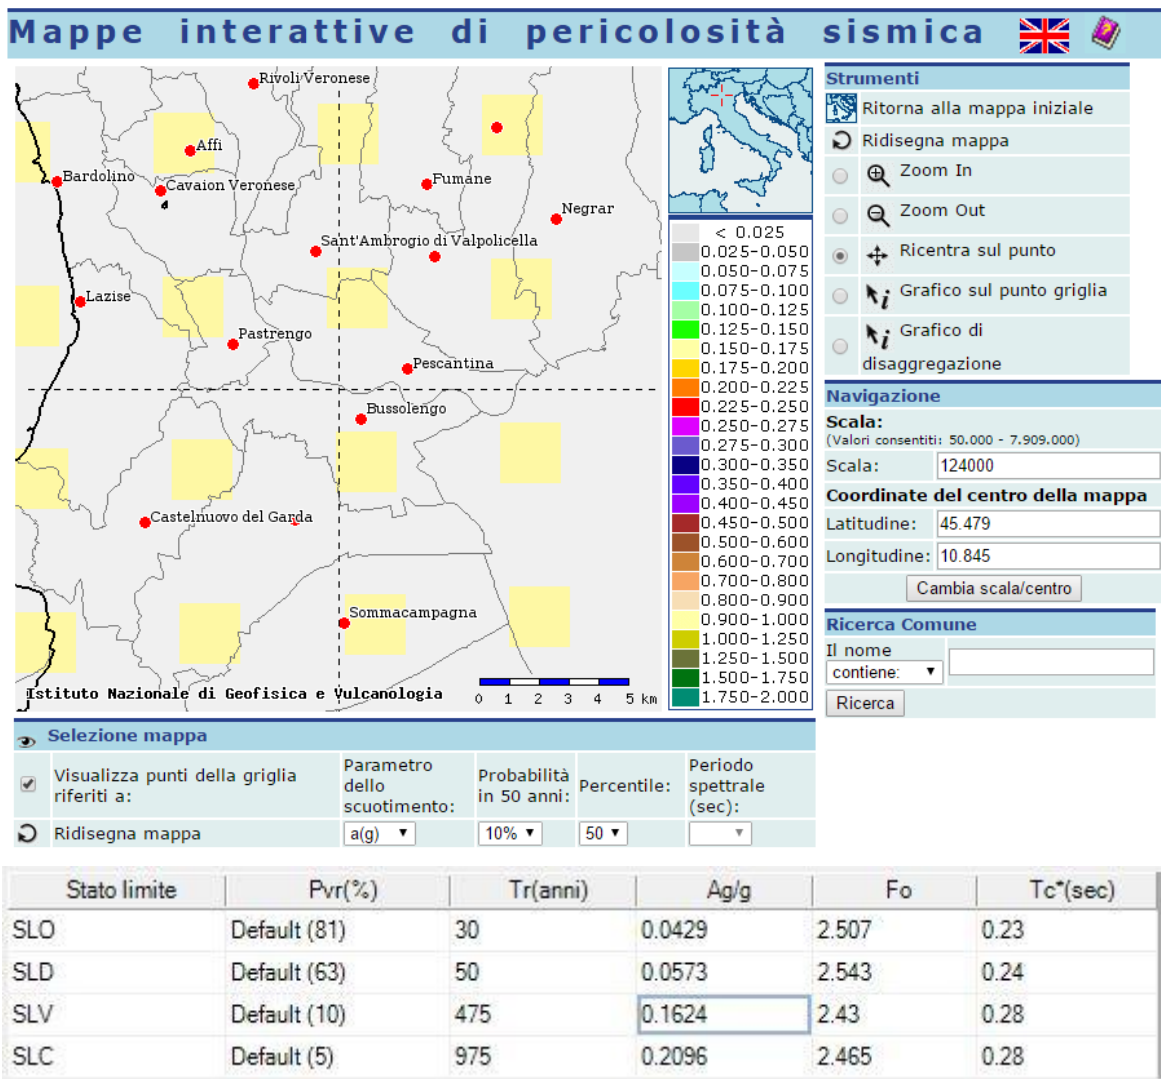 Mappe interattive di pericolosità sismica
Rivoli Veronese
Affi
Bardolino
Cavaion Veronese
Fumane
Negrar
Sant'Ambrogio di Valpolicella
Lazise
Pastrengo
Pescantina
Bussolengo
Castelnuovo del Garda
Sommacampagna
Istituto Nazionale di Geofisica e Vulcanologia
0 1 2 3 4 5 km
< 0.025
0.025-0.050
0.050-0.075
0.075-0.100
0.100-0.125
0.125-0.150
0.150-0.175
0.175-0.200
0.200-0.225
0.225-0.250
0.250-0.275
0.275-0.300
0.300-0.350
0.350-0.400
0.400-0.450
0.450-0.500
0.500-0.600
0.600-0.700
0.700-0.800
0.800-0.900
0.900-1.000
1.000-1.250
1.250-1.500
1.500-1.750
1.750-2.000
Strumenti
Ritorna alla mappa iniziale
Ridisegna mappa
Zoom In
Zoom Out
Ricentra sul punto
Grafico sul punto griglia
Grafico di
disaggregazione
Navigazione
Scala:
(Valori consentiti: 50.000 - 7.909.000)
Scala: 124000
Coordinate del centro della mappa
Latitudine: 45.479
Longitudine: 10.845
Cambia scala/centro
Ricerca Comune
Il nome
contiene:
Ricerca
Selezione mappa
Visualizza punti della griglia
riferiti a:
Parametro
dello
scuotimento:
Probabilità
in 50 anni:
Percentile:
Periodo
spettrale
(sec):
Ridisegna mappa a(g) 10% 50
Stato limite Pvr(%) Tr(anni) Ag/g Fo Tc*(sec)
SLO Default (81) 30 0.0429 2.507 0.23
SLD Default (63) 50 0.0573 2.543 0.24
SLV Default (10) 475 0.1624 2.43 0.28
SLC Default (5) 975 0.2096 2.465 0.28